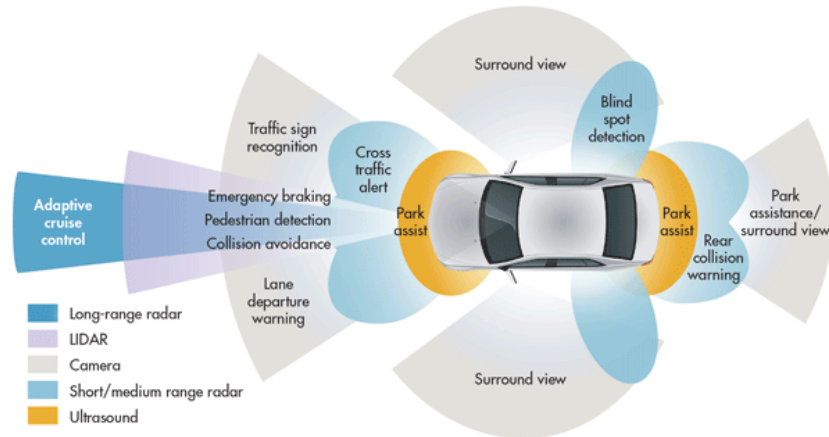 Surround view
Blind
spot
detection
Traffic sign
recognition
Cross
traffic
alert
Adaptive
cruise
control
Emergency braking
Pedestrian detection
Collision avoidance
Park
assist
Park
assist
Rear
collision
warning
Park
assistance/
surround view
Lane
departure
warning
Surround view
Long-range radar
LIDAR
Camera
Short/medium range radar
Ultrasound